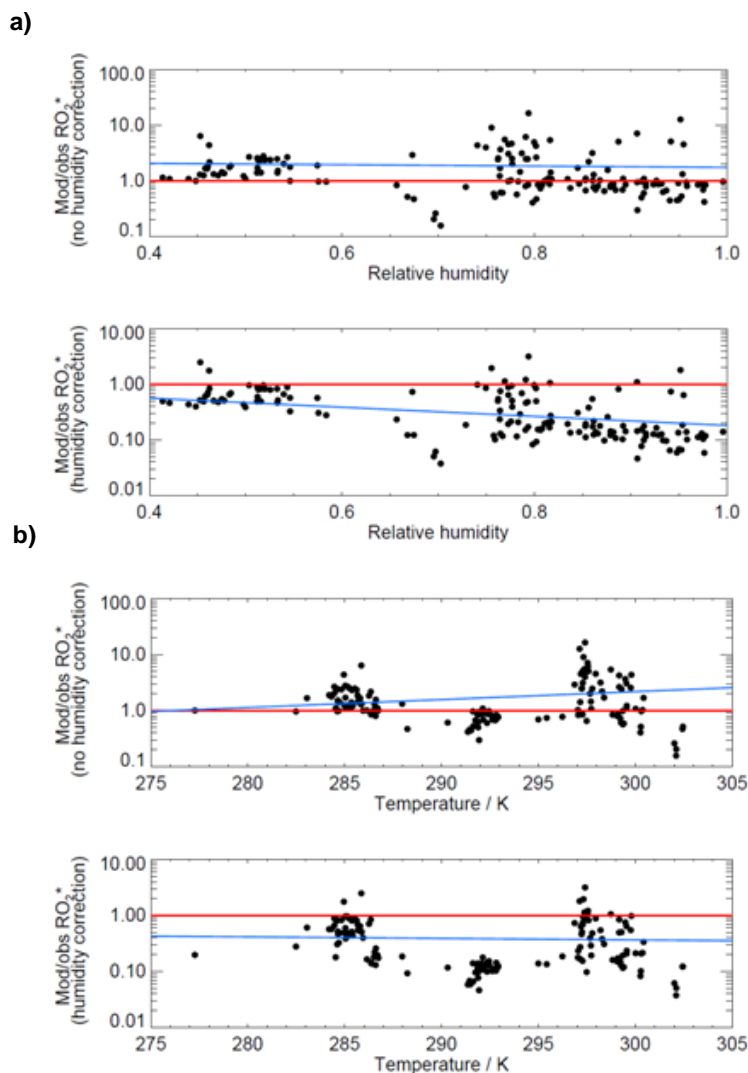 a)
Mod/obs RO2*
(no humidity correction)
100.0
10.0
1.0
0.1
0.4 0.6 0.8 1.0
Relative humidity
Mod/obs RO2*
(humidity correction)
10.00
1.00
0.10
0.01
0.4 0.6 0.8 1.0
Relative humidity
b)
Mod/obs RO2*
(no humidity correction)
100.0
10.0
1.0
0.1
275 280 285 290 295 300 305
Temperature / K
Mod/obs RO2*
(humidity correction)
10.00
1.00
0.10
0.01
275 280 285 290 295 300 305
Temperature / K